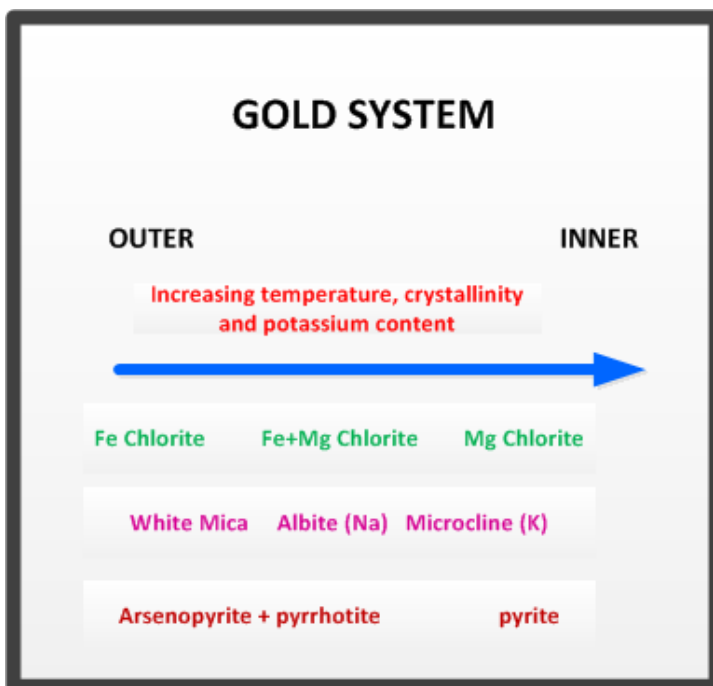 GOLD SYSTEM
OUTER INNER
Increasing temperature, crystallinity
and potassium content
Fe Chlorite Fe+Mg Chlorite Mg Chlorite
White Mica Albite (Na) Microcline (K)
Arsenopyrite + pyrrhotite pyrite